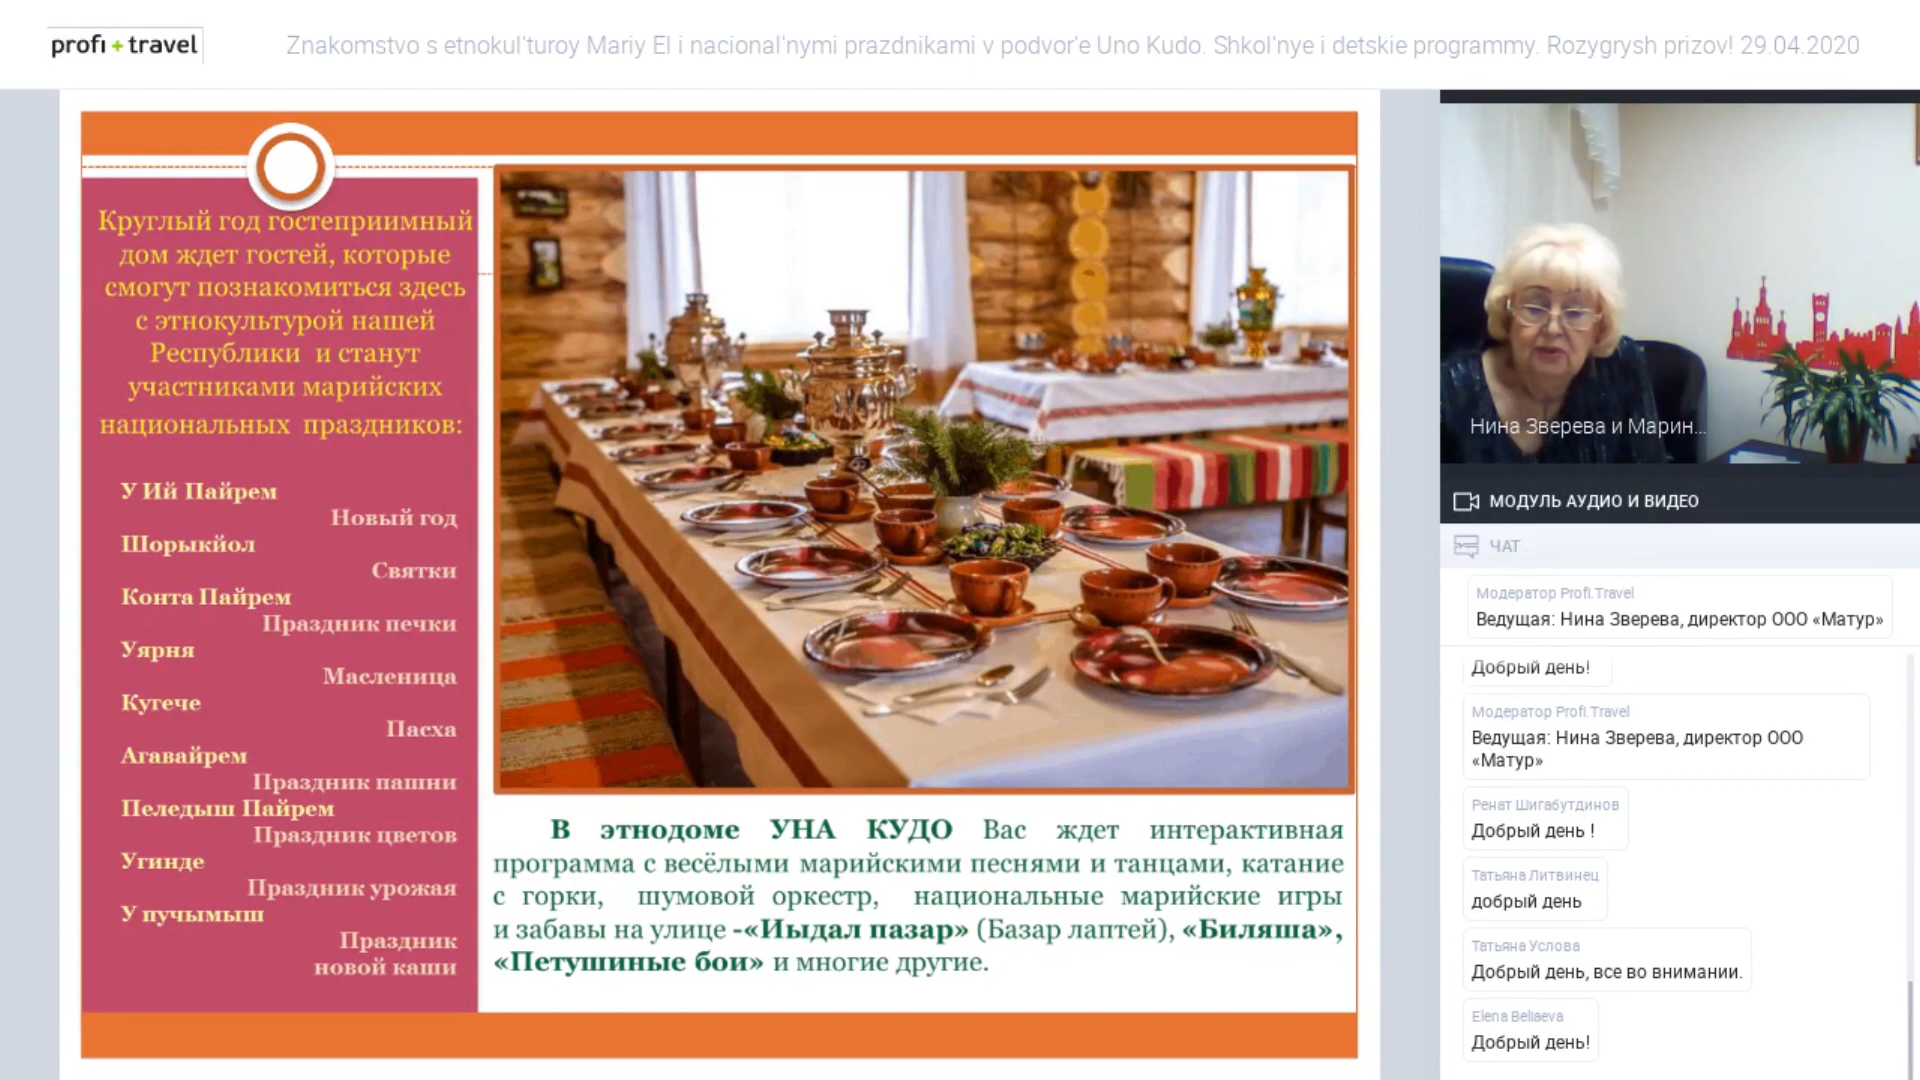 profi + travel
Znakomstvo s etnokul'turoy Mariy El i nacional'nymi prazdnikami v podvor'e Uno Kudo. Shkol'nye i detskie programmy. Rozygrysh prizov! 29.04.2020
Круглый год гостеприимный
дом ждет гостей, которые
смогут познакомиться здесь
с этнокультурой нашей
Республики и станут
участниками марийских
национальных праздников:
У Ий Пайрем
Новый год
Шорыкйол
Святки
Конта Пайрем
Праздник печки
Уярня
Масленица
Кугече
Пасха
Агавайрем
Праздник пашни
Пеледыш Пайрем
Праздник цветов
Угинде
Праздник урожая
У пучымыш
Праздник
новой каши
В этнодоме УНА КУДО Вас ждет интерактивная
программа с весёлыми марийскими песнями и танцами, катание
с горки, шумовой оркестр, национальные марийские игры
и забавы на улице -«Иыдал пазар» (Базар лаптей), «Биляша»,
«Петушиные бои» и многие другие.
Нина Зверева и Марин...
МОДУЛЬ АУДИО И ВИДЕО
ЧАТ
Модератор Profi.Travel
Ведущая: Нина Зверева, директор ООО «Матур»
Добрый день!
Модератор Profi.Travel
Ведущая: Нина Зверева, директор ООО
«Матур»
Ренат Шигабутдинов
Добрый день !
Татьяна Литвинец
добрый день
Татьяна Услова
Добрый день, все во внимании.
Elena Beliaeva
Добрый день!